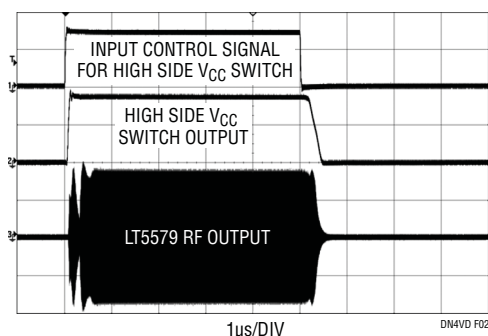 INPUT CONTROL SIGNAL
FOR HIGH SIDE VCC SWITCH
HIGH SIDE VCC
SWITCH OUTPUT
LT5579 RF OUTPUT
1µs/DIV
DN4VD F02